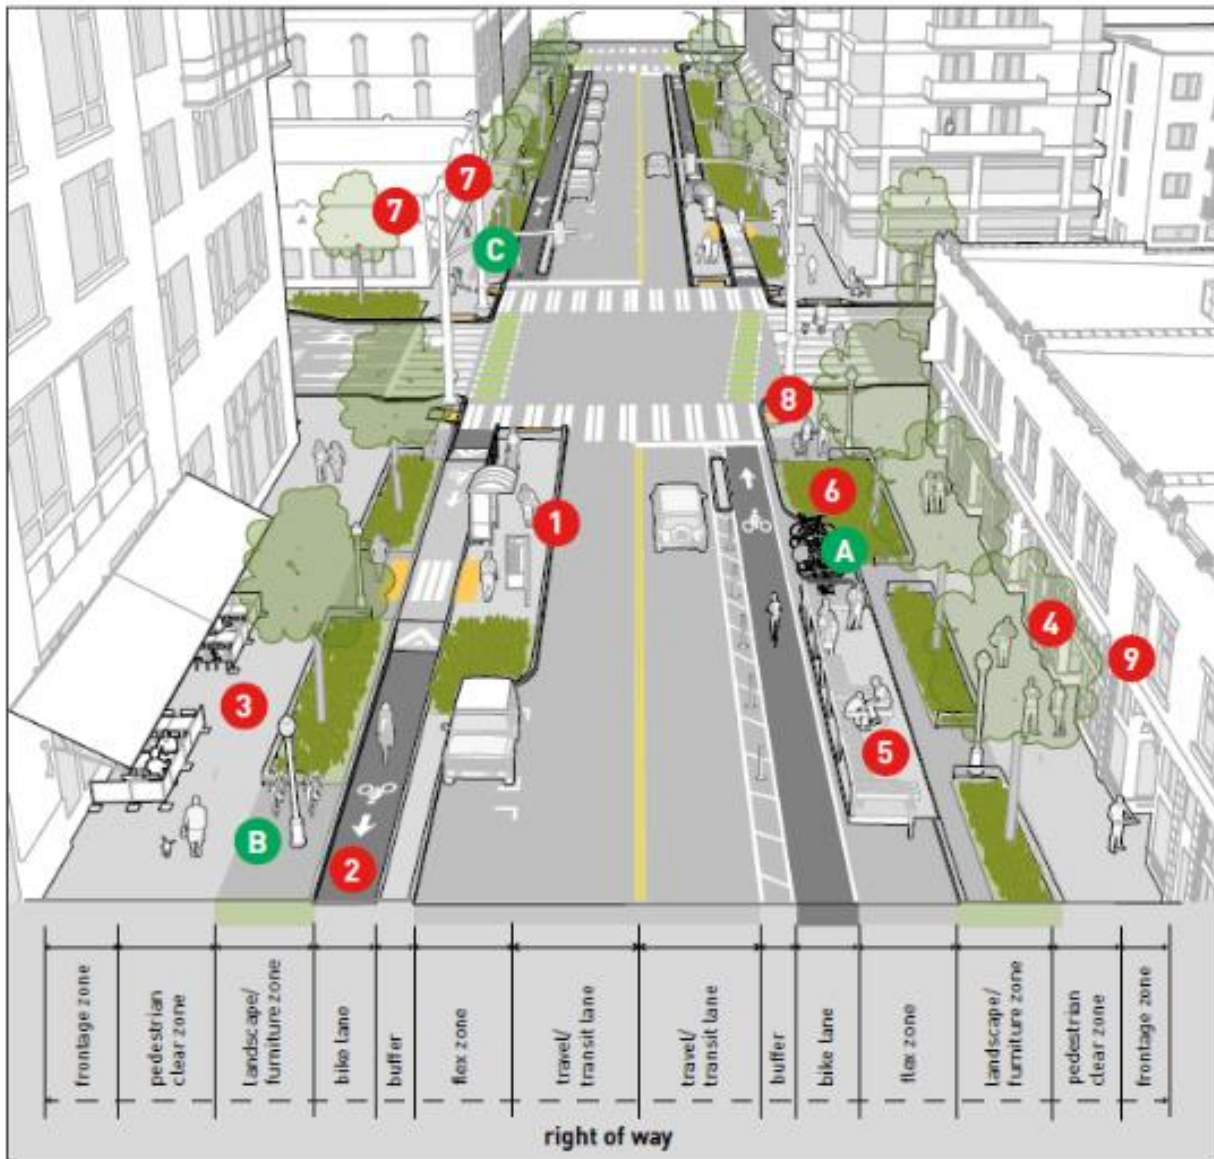 7
7
C
8
6
1
A
4
9
3
5
B
2
frontage zone
pedestrian
clear zone
landscape/
furniture zone
bike lane
buffer
flex zone
travel/
transit lane
travel/
transit lane
buffer
bike lane
flex zone
landscape/
furniture zone
pedestrian
clear zone
frontage zone
right of way